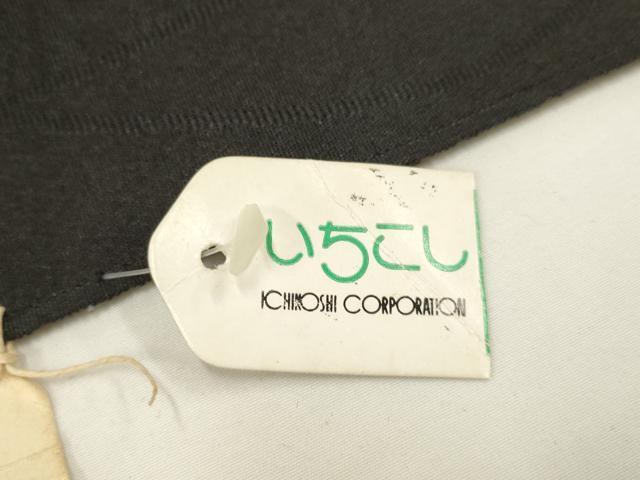 いちこし
ICHIKOSHI CORPORATION